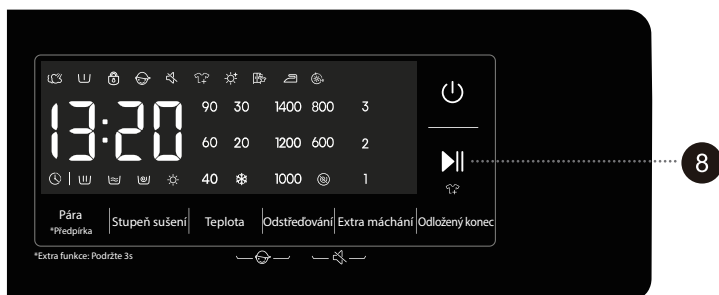 90 30 1400 800 3
13:20
60 20 1200 600 2
8
40 1000 1
Pára
*Předpírka
Stupeň sušení
Teplota
Odstřeďování
Extra máchání
Odložený konec
*Extra funkce: Podržte 3s